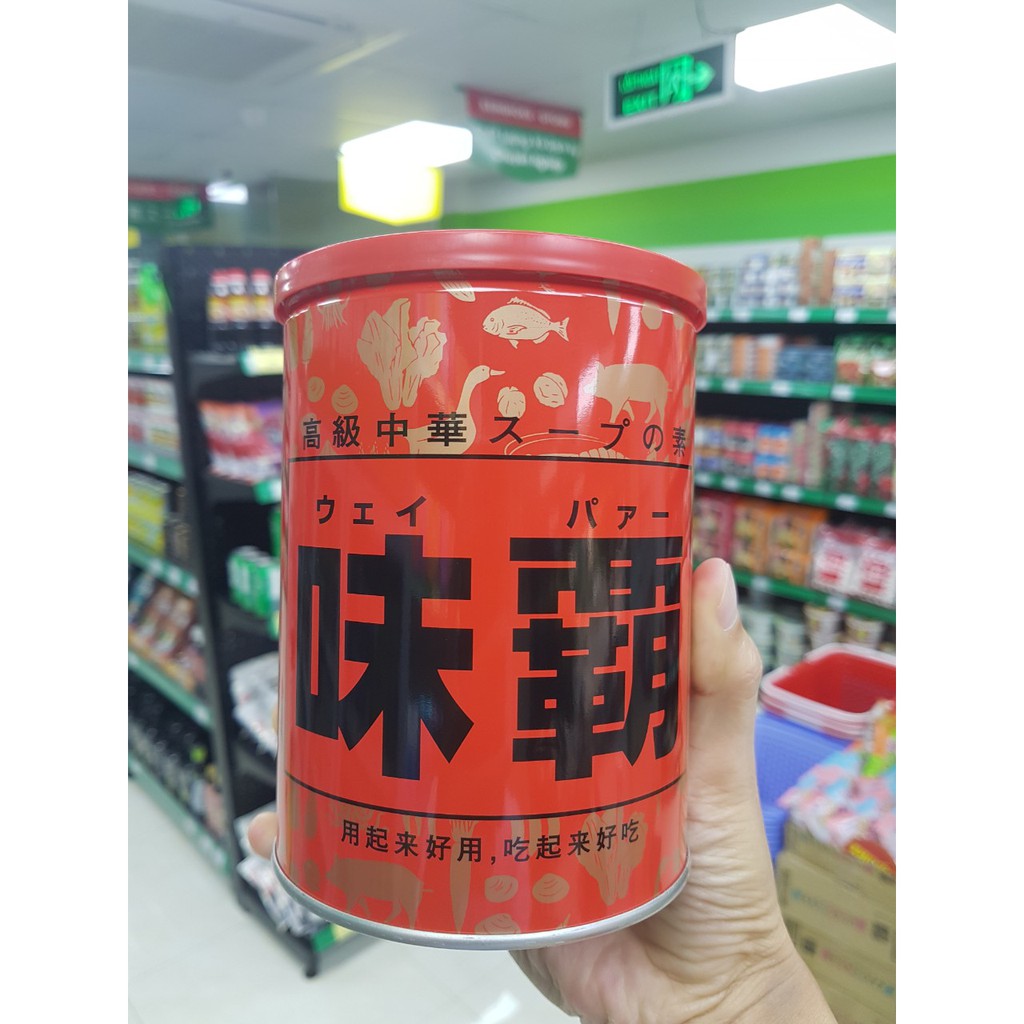 高級中華スープの素
ウェイ パァー
味覇
用起来好用,吃起来好吃